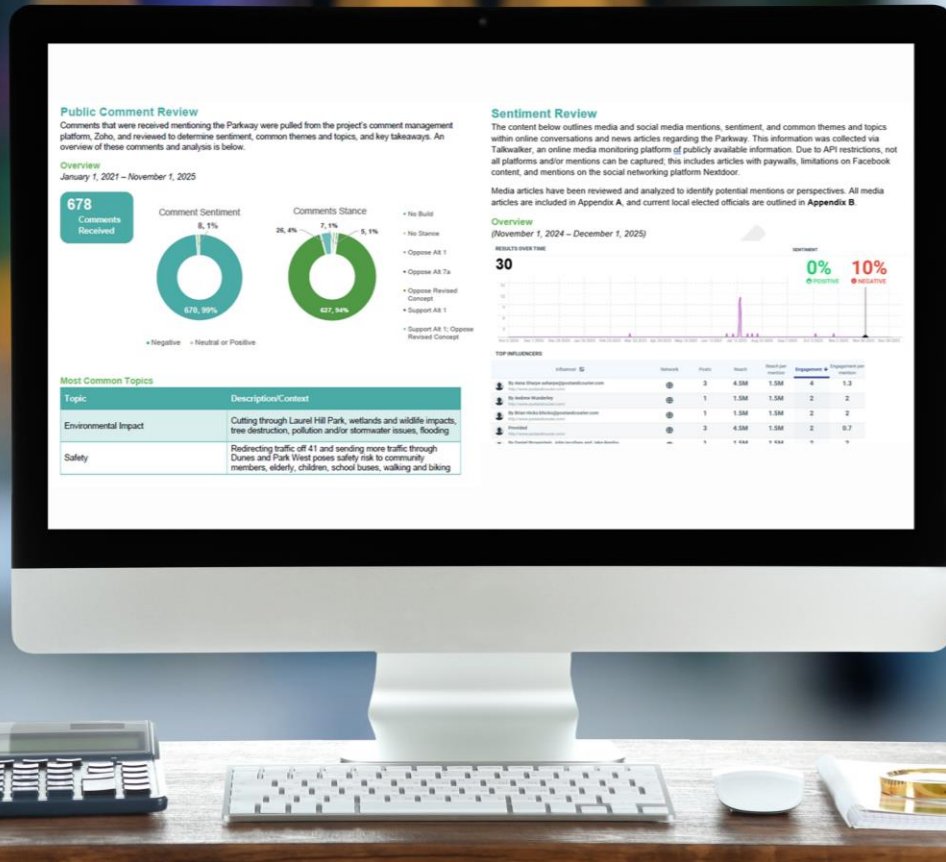 Public Comment Review
Comments that were received mentioning the Parkway were pulled from the project's comment management
platform, Zoho, and reviewed to determine sentiment, common themes and topics, and key takeaways. An
overview of these comments and analysis is below.
Overview
January 1, 2021 – November 1, 2025
678
Comments
Received
Comment Sentiment
8, 1%
670, 99%
Negative
Neutral or Positive
Comments Stance
26, 4%
7, 1%
5, 1%
627, 94%
No Build
No Stance
Oppose Alt 1
Oppose Alt 7a
Oppose Revised
Concept
Support Alt 1
Support Alt 1; Oppose
Revised Concept
Most Common Topics
Topic
Description/Context
Environmental Impact
Cutting through Laurel Hill Park, wetlands and wildlife impacts,
tree destruction, pollution and/or stormwater issues, flooding
Safety
Redirecting traffic off 41 and sending more traffic through
Dunes and Park West poses safety risk to community
members, elderly, children, school buses, walking and biking
Sentiment Review
The content below outlines media and social media mentions, sentiment, and common themes and topics
within online conversations and news articles regarding the Parkway. This information was collected via
Talkwalker, an online media monitoring platform of publicly available information. Due to API restrictions, not
all platforms and/or mentions can be captured; this includes articles with paywalls, limitations on Facebook
content, and mentions on the social networking platform Nextdoor.
Media articles have been reviewed and analyzed to identify potential mentions or perspectives. All media
articles are included in Appendix A, and current local elected officials are outlined in Appendix B.
Overview
(November 1, 2024 – December 1, 2025)
RESULTS OVER TIME
30
SENTIMENT
0%
POSITIVE
10%
NEGATIVE
TOP INFLUENCERS
Influencer
Network
Posts
Reach
Reach per
mention
Engagement
Engagement per
mention
3
4.5M
1.5M
4
1.3
By Andrew Wunderley
1
1.5M
1.5M
2
2
1
1.5M
1.5M
2
2
Provided
3
4.5M
1.5M
2
0.7